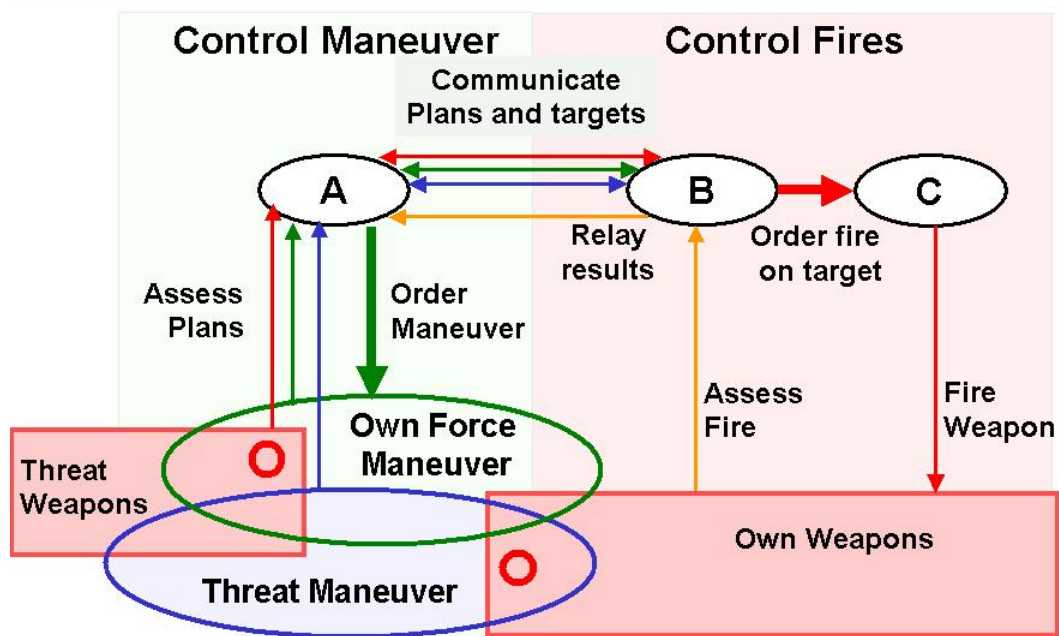 Control Maneuver
Control Fires
Communicate
Plans and targets
A
B
C
Relay
results
Order fire
on target
Assess
Plans
Order
Maneuver
Assess
Fire
Fire
Weapon
Own Force
Maneuver
Threat
Weapons
Own Weapons
Threat Maneuver